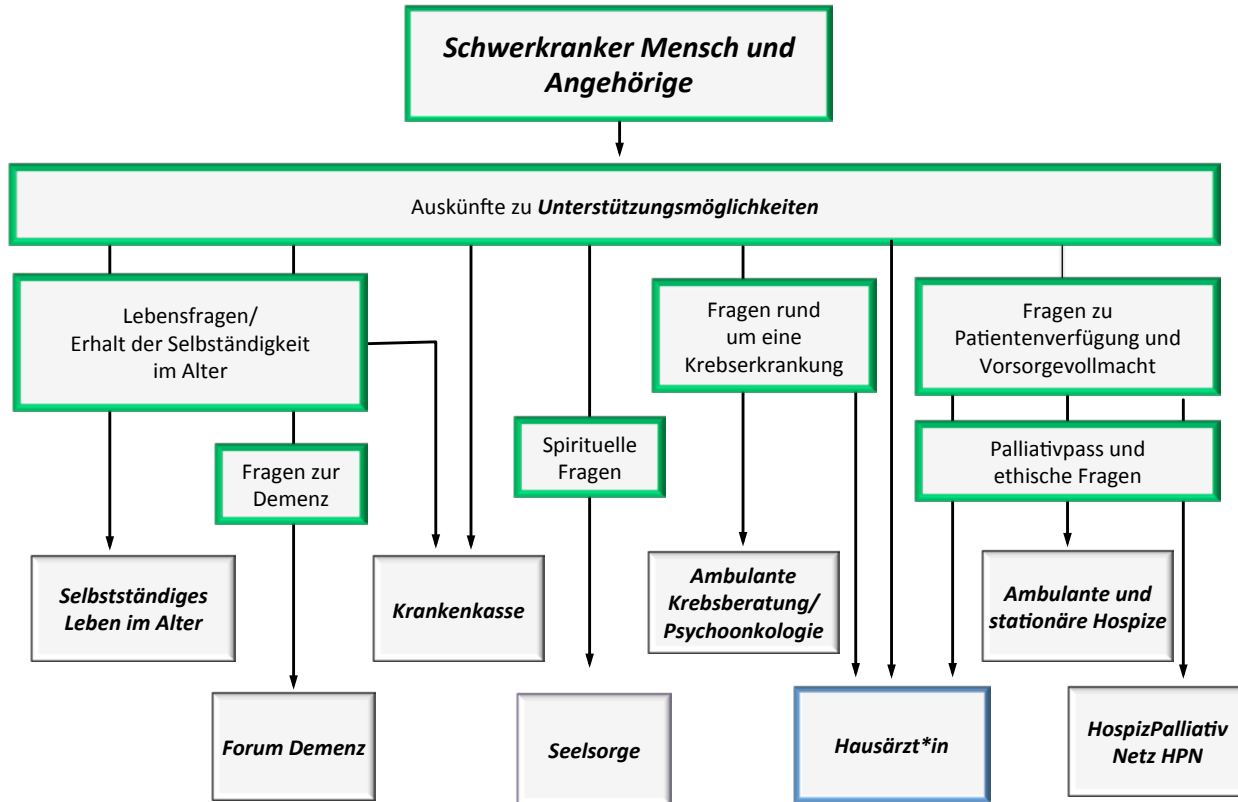 Schwerkranker Mensch und
Angehörige
Auskünfte zu Unterstützungsmöglichkeiten
Lebensfragen/
Erhalt der Selbständigkeit
im Alter
Fragen rund
um eine
Krebserkrankung
Fragen zu
Patientenverfügung und
Vorsorgevollmacht
Fragen zur
Demenz
Spirituelle
Fragen
Palliativpass und
ethische Fragen
Selbstständiges
Leben im Alter
Krankenkasse
Ambulante
Krebsberatung/
Psychoonkologie
Ambulante und
stationäre Hospize
Forum Demenz
Seelsorge
Hausärzt*in
HospizPalliativ
Netz HPN